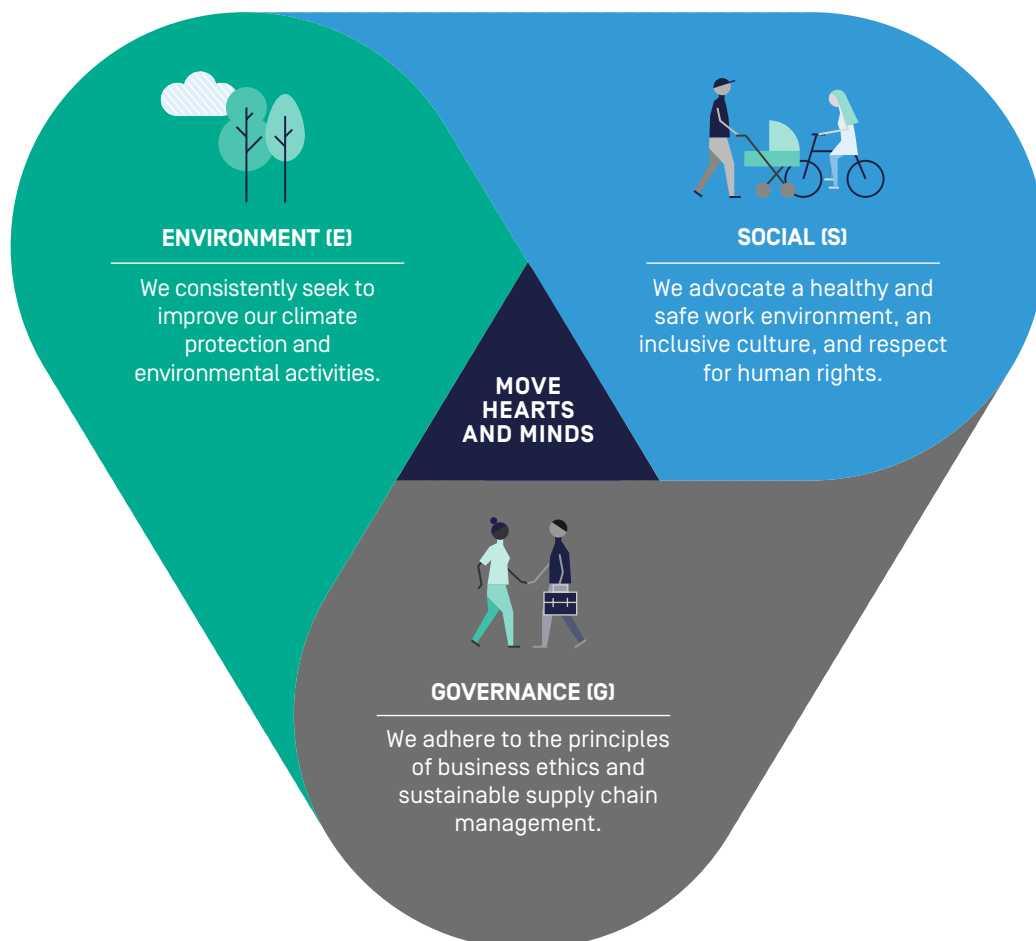 ENVIRONMENT (E)
We consistently seek to
improve our climate
protection and
environmental activities.
SOCIAL (S)
We advocate a healthy and
safe work environment, an
inclusive culture, and respect
for human rights.
MOVE
HEARTS
AND MINDS
GOVERNANCE (G)
We adhere to the principles
of business ethics and
sustainable supply chain
management.